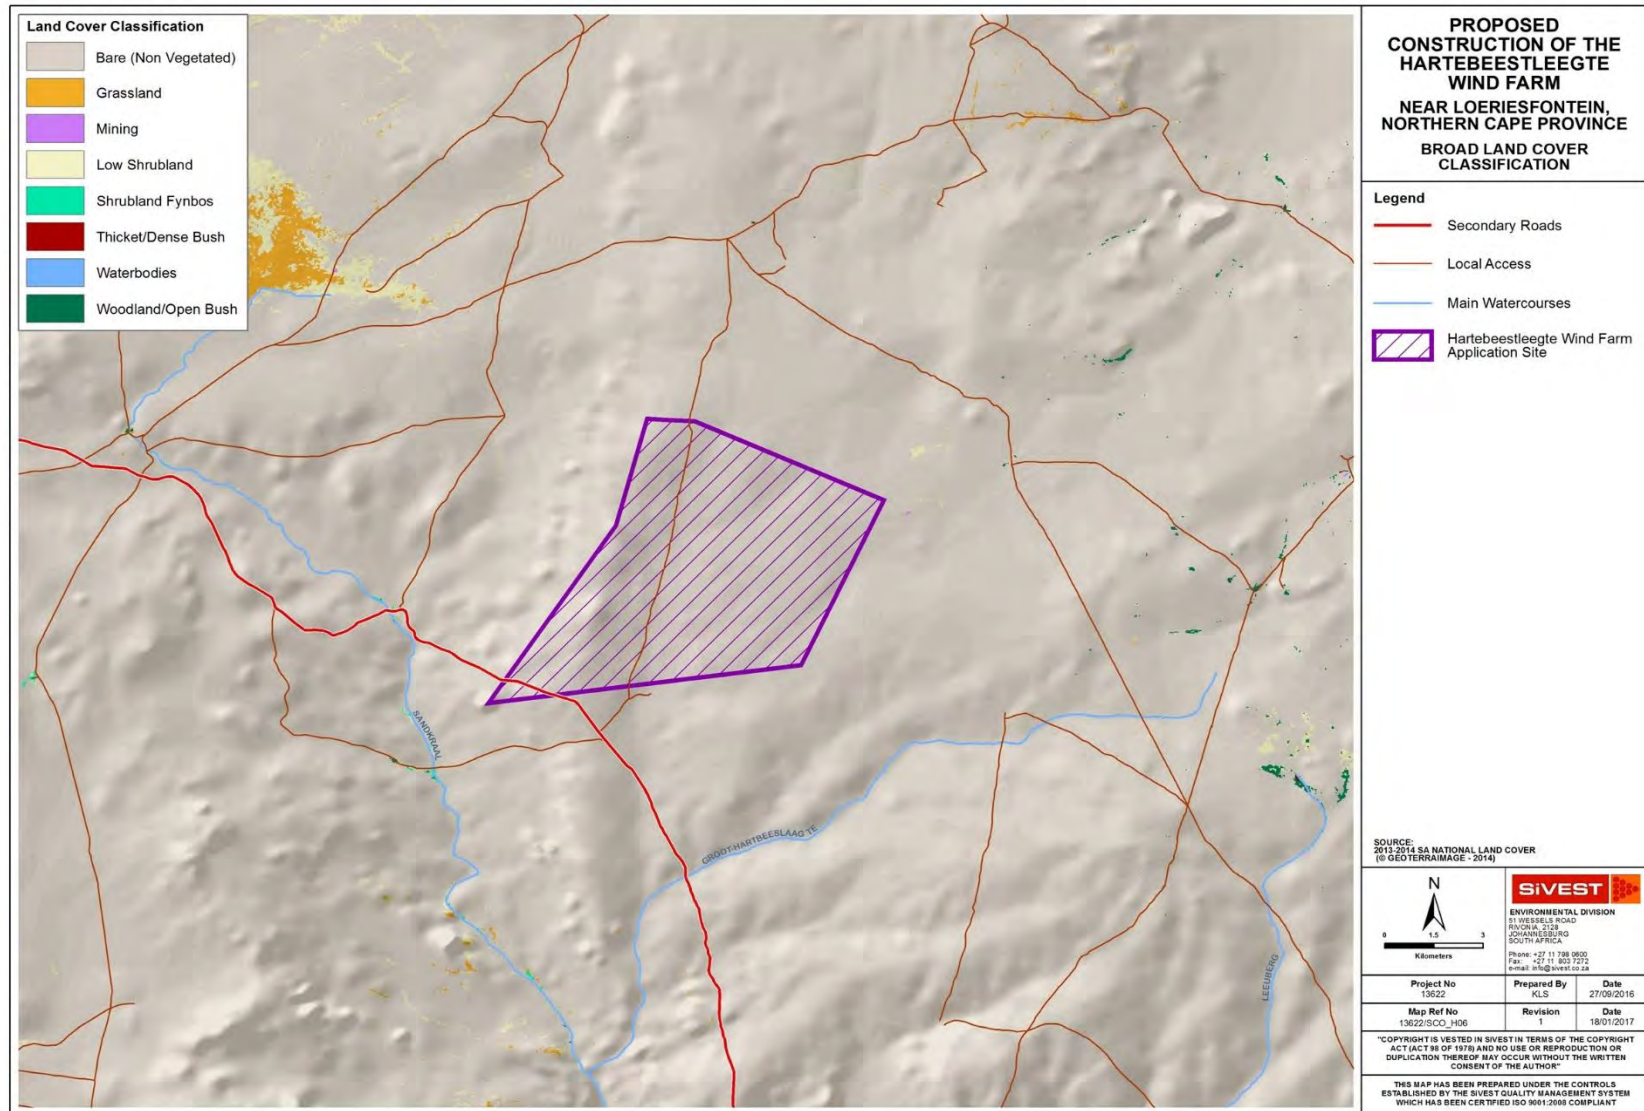 Land Cover Classification
Bare (Non Vegetated)
Grassland
Mining
Low Shrubland
Shrubland Fynbos
Thicket/Dense Bush
Waterbodies
Woodland/Open Bush
SANDKRAAL
GROOT-HARTBEESLAAG TE
LEEUBERG
PROPOSED
CONSTRUCTION OF THE
HARTEBEESTLEEGTE
WIND FARM
NEAR LOERIESFONTEIN,
NORTHERN CAPE PROVINCE
BROAD LAND COVER
CLASSIFICATION
Legend
Secondary Roads
Local Access
Main Watercourses
Hartebeestleegte Wind Farm
Application Site
SOURCE:
2013-2014 SA NATIONAL LAND COVER
(© GEOTERRAIMAGE - 2014)
N
0 1.5 3
Kilometers
SiVEST
ENVIRONMENTAL DIVISION
51 WESSELS ROAD
RIVONIA, 2128
JOHANNESBURG
SOUTH AFRICA
Phone: +27 11 798 0600
Fax: +27 11 803 7272
e-mail: info@sivest.co.za
Project No
13622
Prepared By
KLS
Date
27/09/2016
Map Ref No
13622/SCO_H06
Revision
1
Date
18/01/2017
"COPYRIGHT IS VESTED IN SIVEST IN TERMS OF THE COPYRIGHT
ACT (ACT 98 OF 1978) AND NO USE OR REPRODUCTION OR
DUPLICATION THEREOF MAY OCCUR WITHOUT THE WRITTEN
CONSENT OF THE AUTHOR"
THIS MAP HAS BEEN PREPARED UNDER THE CONTROLS
ESTABLISHED BY THE SIVEST QUALITY MANAGEMENT SYSTEM
WHICH HAS BEEN CERTIFIED ISO 9001:2008 COMPLIANT